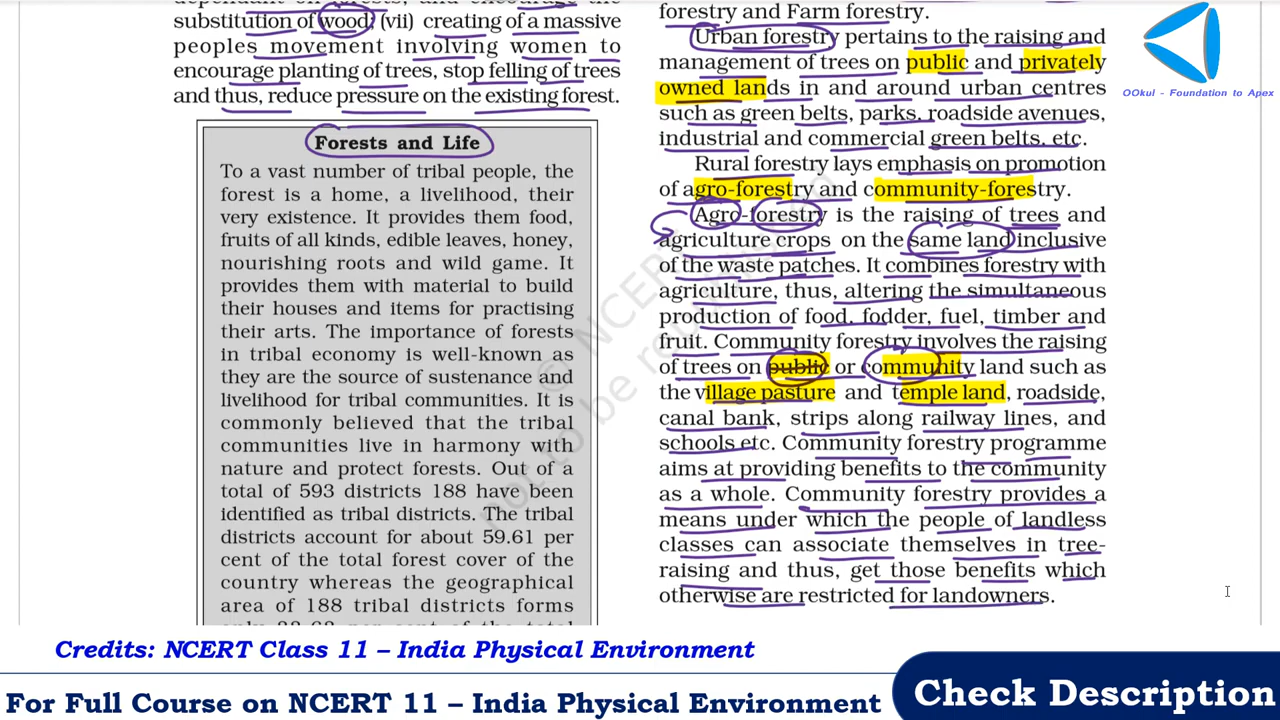 dependant on forests, and encourage the
substitution of wood; (vii) creating of a massive
peoples movement involving women to
encourage planting of trees, stop felling of trees
and thus, reduce pressure on the existing forest.
Forests and Life
To a vast number of tribal people, the
forest is a home, a livelihood, their
very existence. It provides them food,
fruits of all kinds, edible leaves, honey,
nourishing roots and wild game. It
provides them with material to build
their houses and items for practising
their arts. The importance of forests
in tribal economy is well-known as
they are the source of sustenance and
livelihood for tribal communities. It is
commonly believed that the tribal
communities live in harmony with
nature and protect forests. Out of a
total of 593 districts 188 have been
identified as tribal districts. The tribal
districts account for about 59.61 per
cent of the total forest cover of the
country whereas the geographical
area of 188 tribal districts forms
forestry and Farm forestry.
Urban forestry pertains to the raising and
management of trees on public and privately
owned lands in and around urban centres
such as green belts, parks, roadside avenues,
industrial and commercial green belts, etc.
Rural forestry lays emphasis on promotion
of agro-forestry and community-forestry.
Agro-forestry is the raising of trees and
agriculture crops on the same land inclusive
of the waste patches. It combines forestry with
agriculture, thus, altering the simultaneous
production of food, fodder, fuel, timber and
fruit. Community forestry involves the raising
of trees on public or community land such as
the village pasture and temple land, roadside,
canal bank, strips along railway lines, and
schools etc. Community forestry programme
aims at providing benefits to the community
as a whole. Community forestry provides a
means under which the people of landless
classes can associate themselves in tree-
raising and thus, get those benefits which
otherwise are restricted for landowners.
OOkul - Foundation to Apex
© NCERT
not to be republished
Credits: NCERT Class 11 – India Physical Environment
For Full Course on NCERT 11 – India Physical Environment
Check Description